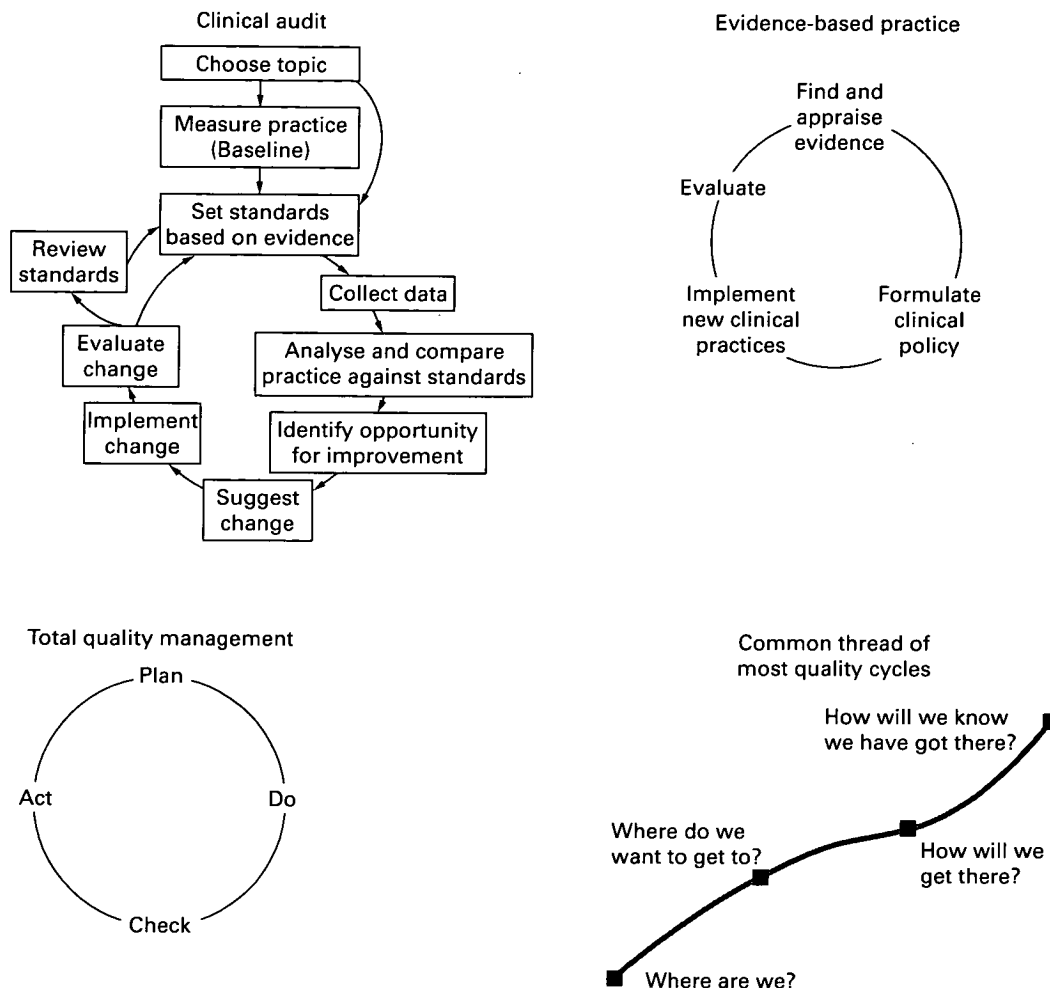 Clinical audit
Choose topic
Measure practice
(Baseline)
Set standards
based on evidence
Review
standards
Collect data
Evaluate
change
Analyse and compare
practice against standards
Implement
change
Identify opportunity
for improvement
Suggest
change
Evidence-based practice
Find and
appraise
evidence
Evaluate
Implement
new clinical
practices
Formulate
clinical
policy
Total quality management
Plan
Act
Do
Check
Common thread of
most quality cycles
How will we know
we have got there?
Where do we
want to get to?
How will we
get there?
Where are we?